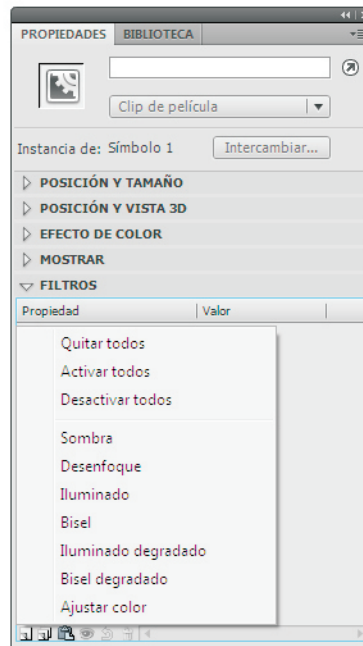 PROPIEDADES BIBLIOTECA
Clip de película
Instancia de: Símbolo 1 Intercambiar...
POSICIÓN Y TAMAÑO
POSICIÓN Y VISTA 3D
EFECTO DE COLOR
MOSTRAR
FILTROS
Propiedad Valor
Quitar todos
Activar todos
Desactivar todos
Sombra
Desenfoque
Iluminado
Bisel
Iluminado degradado
Bisel degradado
Ajustar color